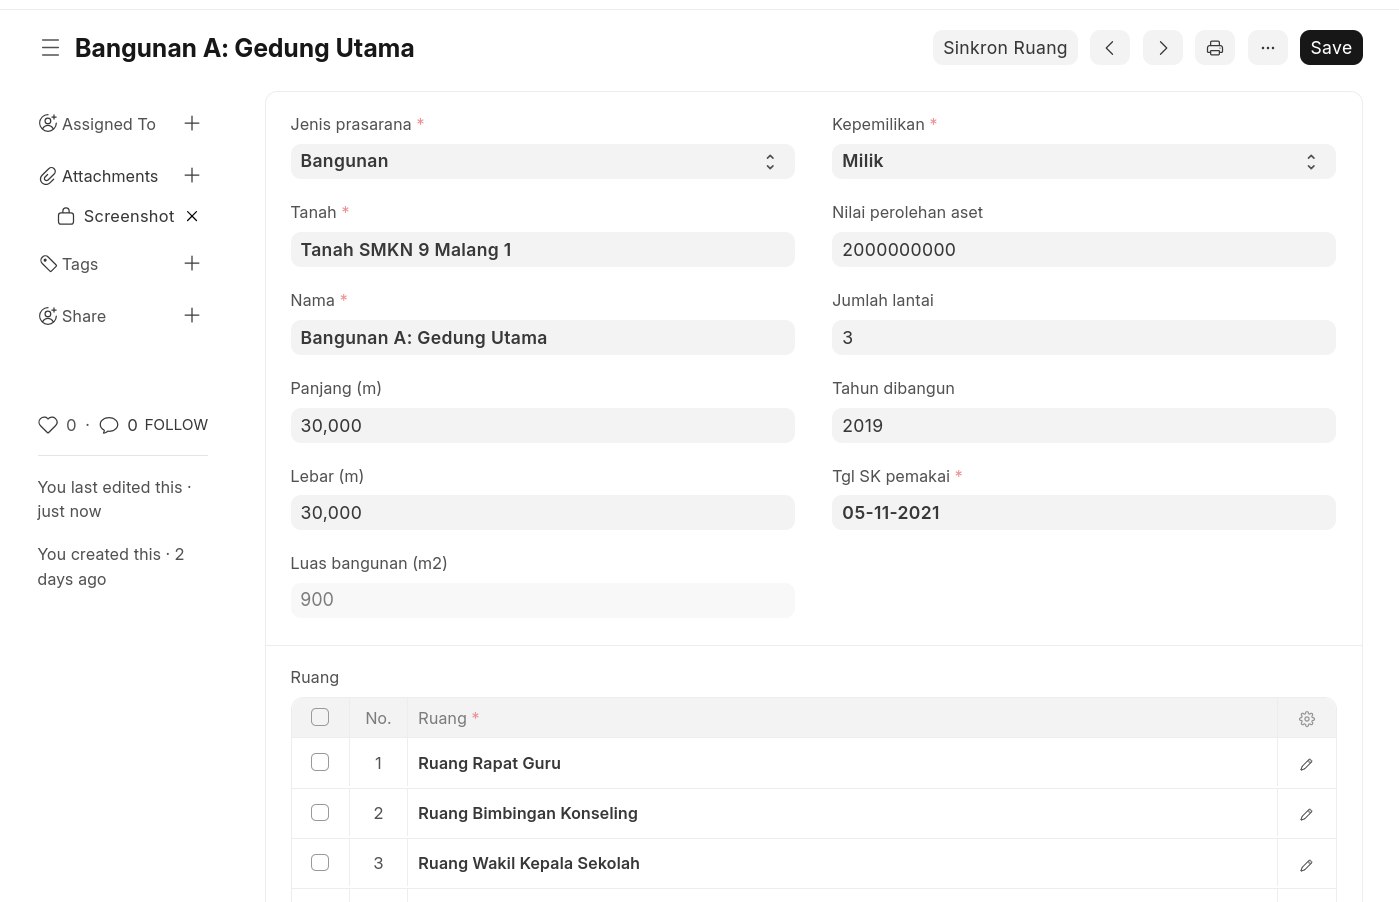 Bangunan A: Gedung Utama
Sinkron Ruang
Save
Assigned To
Attachments
Screenshot
Tags
Share
0 · 0 FOLLOW
You last edited this ·
just now
You created this · 2
days ago
Jenis prasarana *
Bangunan
Tanah *
Tanah SMKN 9 Malang 1
Nama *
Bangunan A: Gedung Utama
Panjang (m)
30,000
Lebar (m)
30,000
Luas bangunan (m2)
900
Kepemilikan *
Milik
Nilai perolehan aset
2000000000
Jumlah lantai
3
Tahun dibangun
2019
Tgl SK pemakai *
05-11-2021
Ruang
No. Ruang *
1 Ruang Rapat Guru
2 Ruang Bimbingan Konseling
3 Ruang Wakil Kepala Sekolah